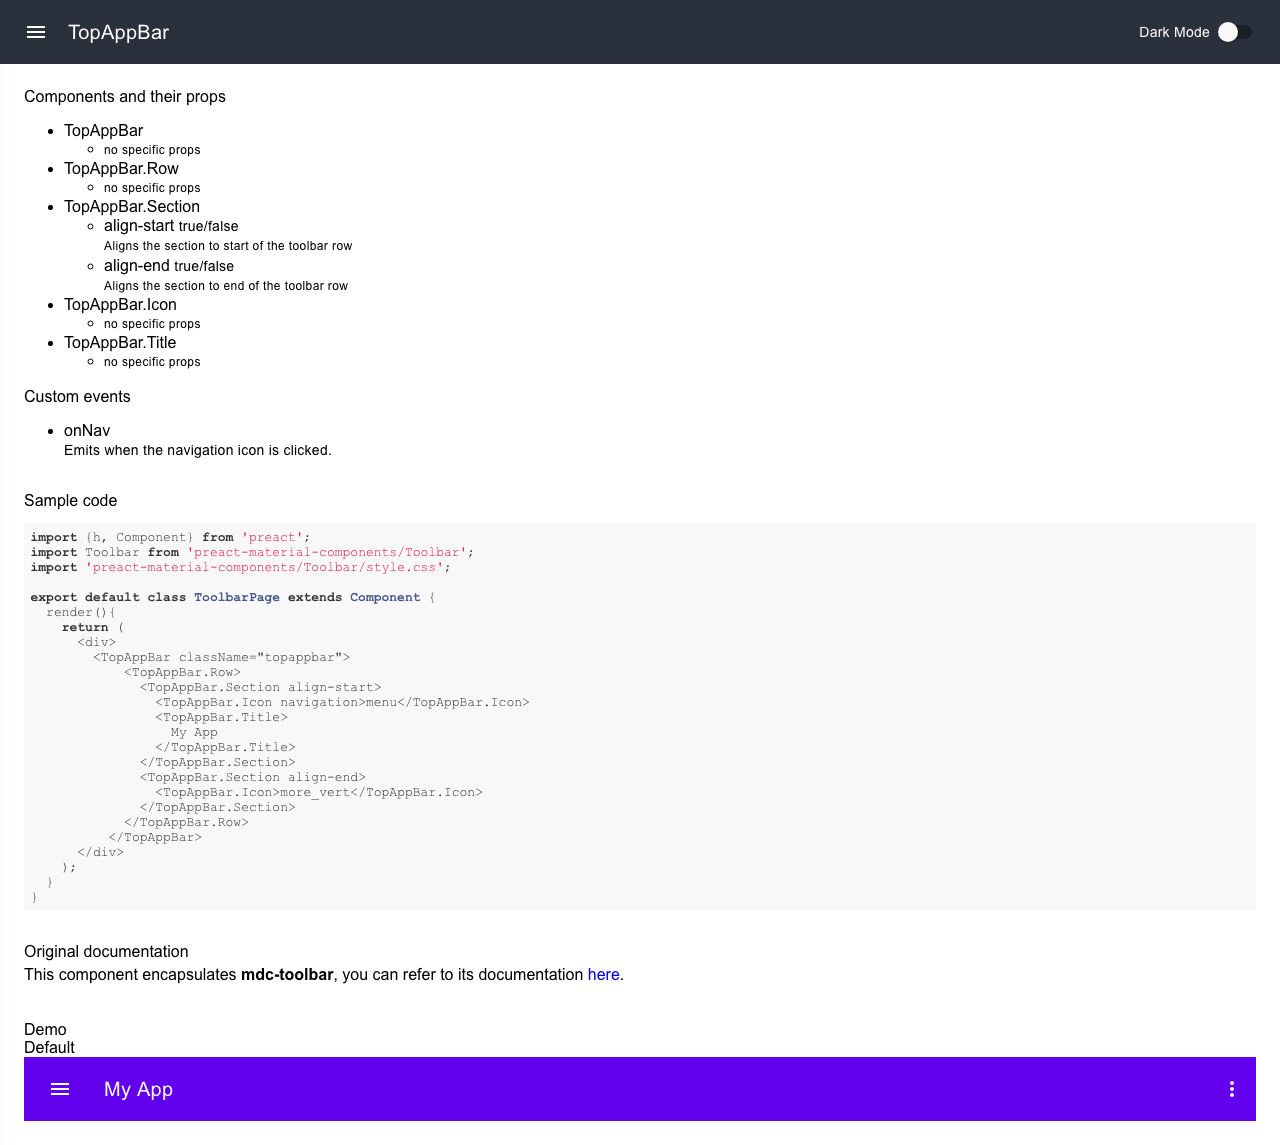 TopAppBar
Dark Mode
Components and their props
TopAppBar
no specific props
TopAppBar.Row
no specific props
TopAppBar.Section
align-start true/false
Aligns the section to start of the toolbar row
align-end true/false
Aligns the section to end of the toolbar row
TopAppBar.Icon
no specific props
TopAppBar.Title
no specific props
Custom events
onNav
Emits when the navigation icon is clicked.
Sample code
import {h, Component} from 'preact';
import Toolbar from 'preact-material-components/Toolbar';
import 'preact-material-components/Toolbar/style.css';
export default class ToolbarPage extends Component {
  render(){
    return (
      <div>
        <TopAppBar className="topappbar">
            <TopAppBar.Row>
              <TopAppBar.Section align-start>
                <TopAppBar.Icon navigation>menu</TopAppBar.Icon>
                <TopAppBar.Title>
                  My App
                </TopAppBar.Title>
              </TopAppBar.Section>
              <TopAppBar.Section align-end>
                <TopAppBar.Icon>more_vert</TopAppBar.Icon>
              </TopAppBar.Section>
            </TopAppBar.Row>
          </TopAppBar>
      </div>
    );
  }
}
Original documentation
This component encapsulates mdc-toolbar, you can refer to its documentation here.
Demo
Default
My App